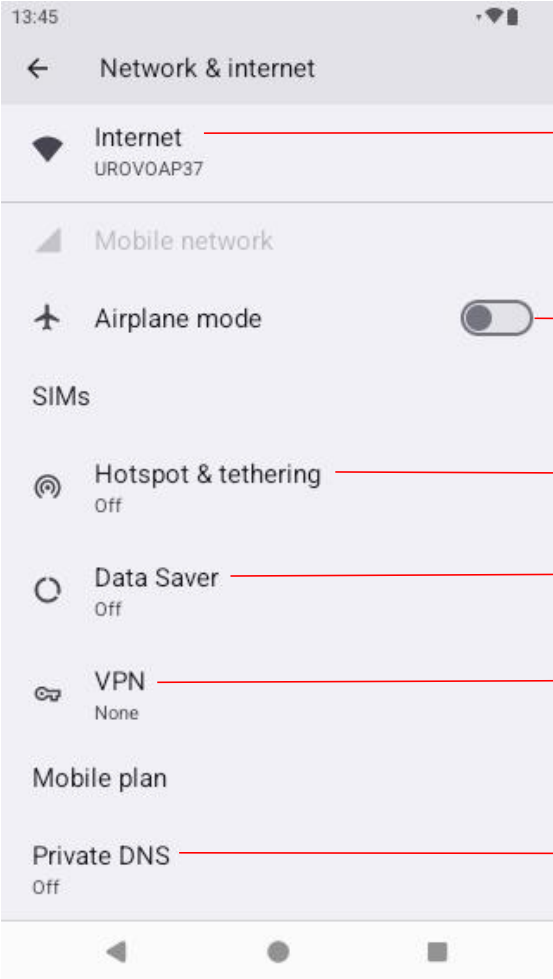 13:45
Network & internet
Internet
UROVOAP37
Mobile network
Airplane mode
SIMs
Hotspot & tethering
Off
Data Saver
Off
VPN
None
Mobile plan
Private DNS
Off